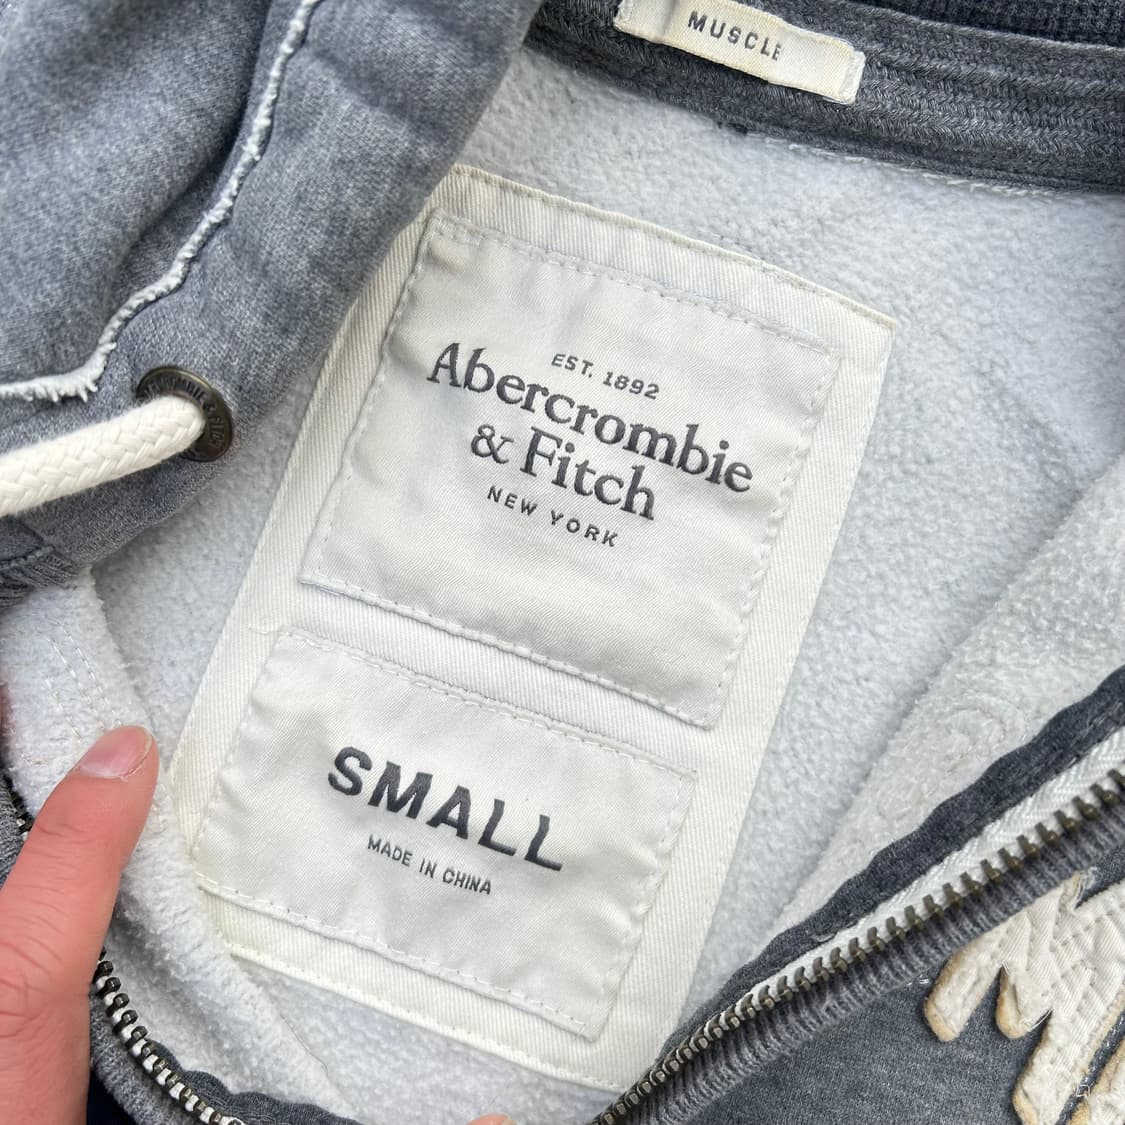 MUSCLE
EST. 1892
Abercrombie
& Fitch
NEW YORK
SMALL
MADE IN CHINA